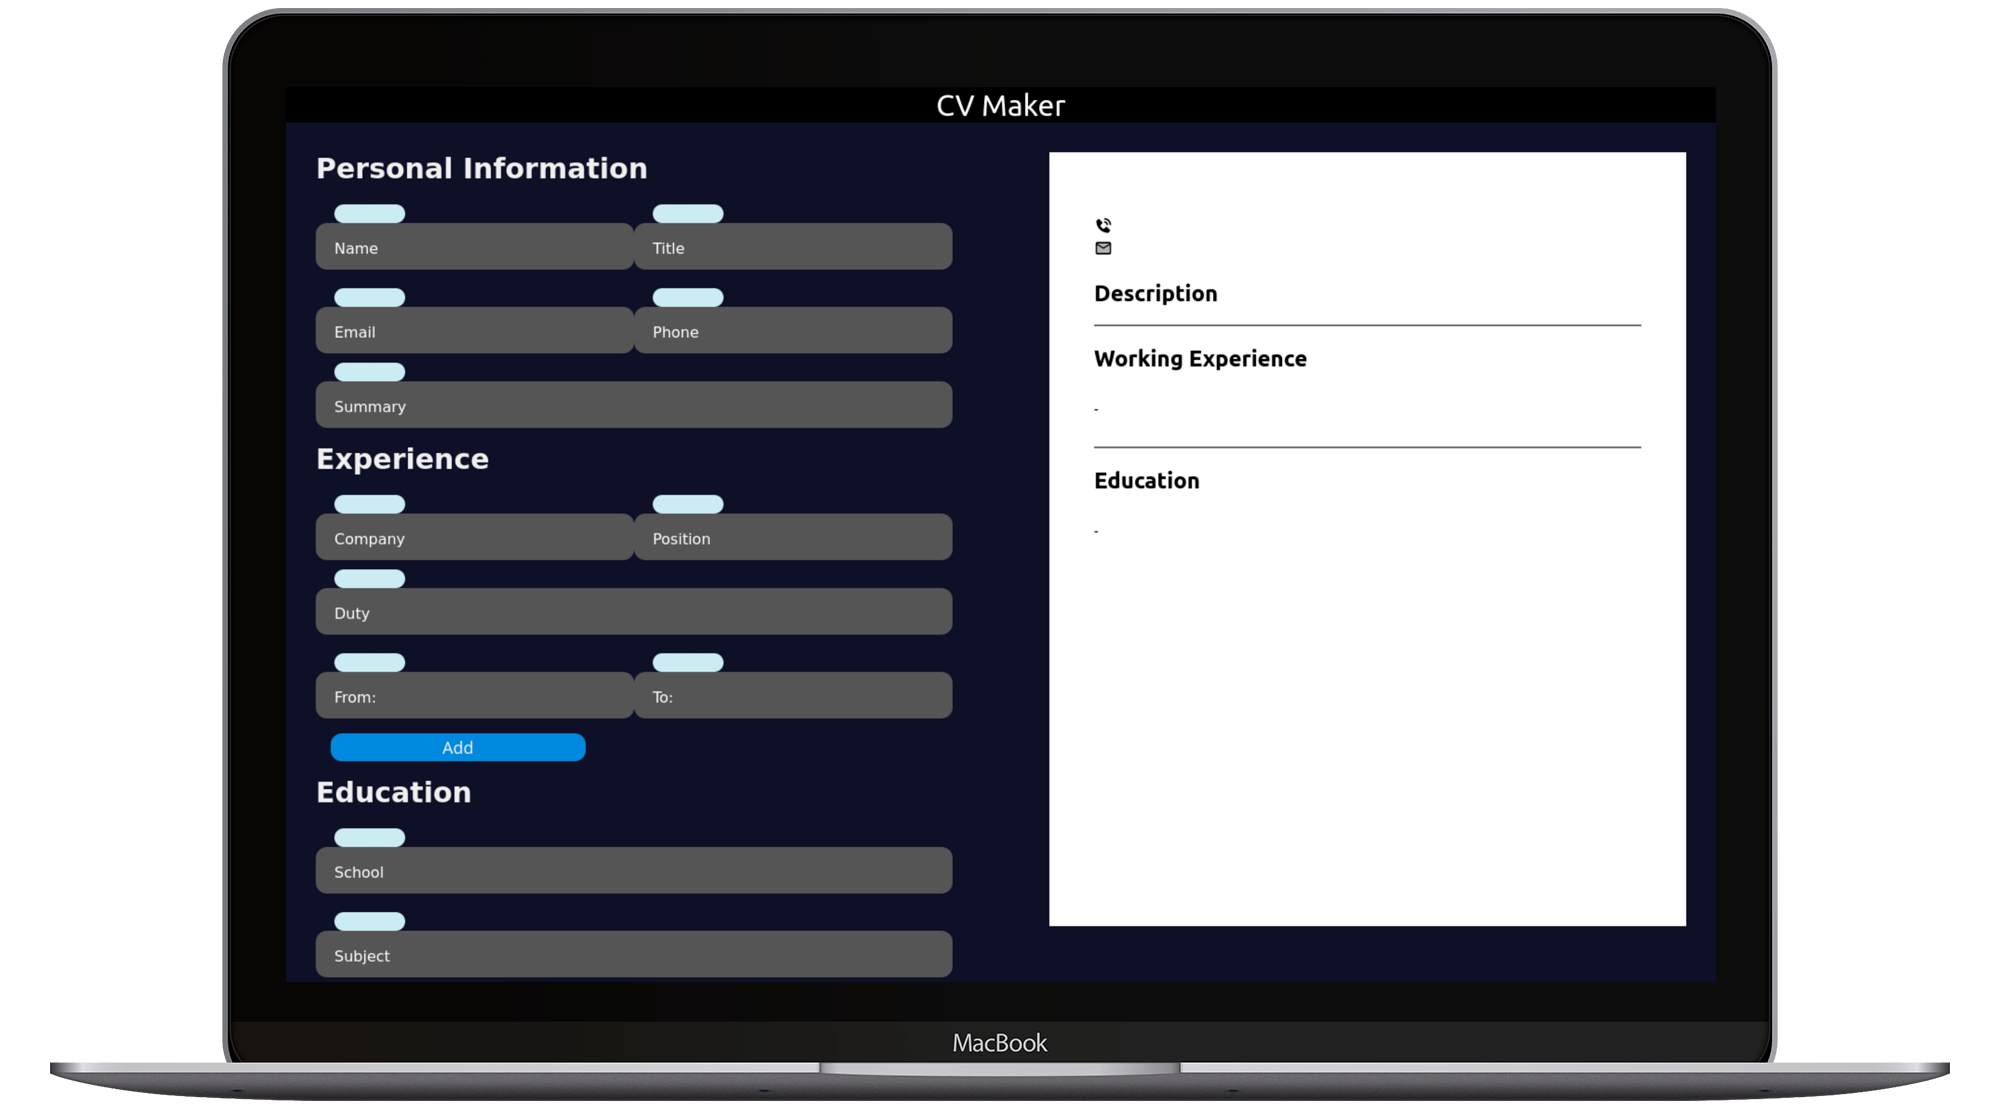 CV Maker
Personal Information
Name
Title
Email
Phone
Summary
Experience
Company
Position
Duty
From:
To:
Add
Education
School
Subject
Description
Working Experience
-
Education
-
MacBook